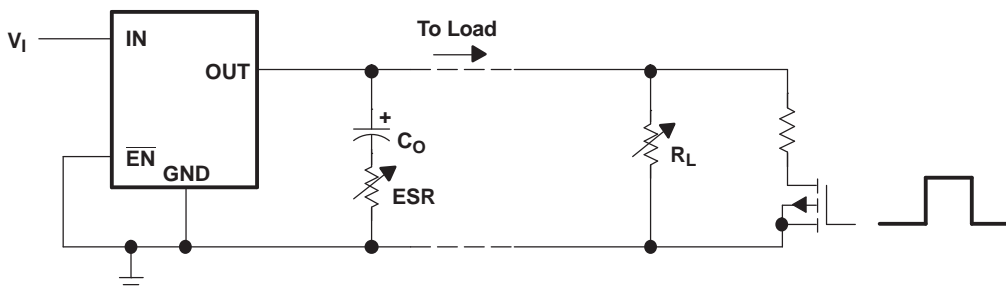 To Load
V_I
IN
OUT
+
C_O
EN
GND
ESR
R_L